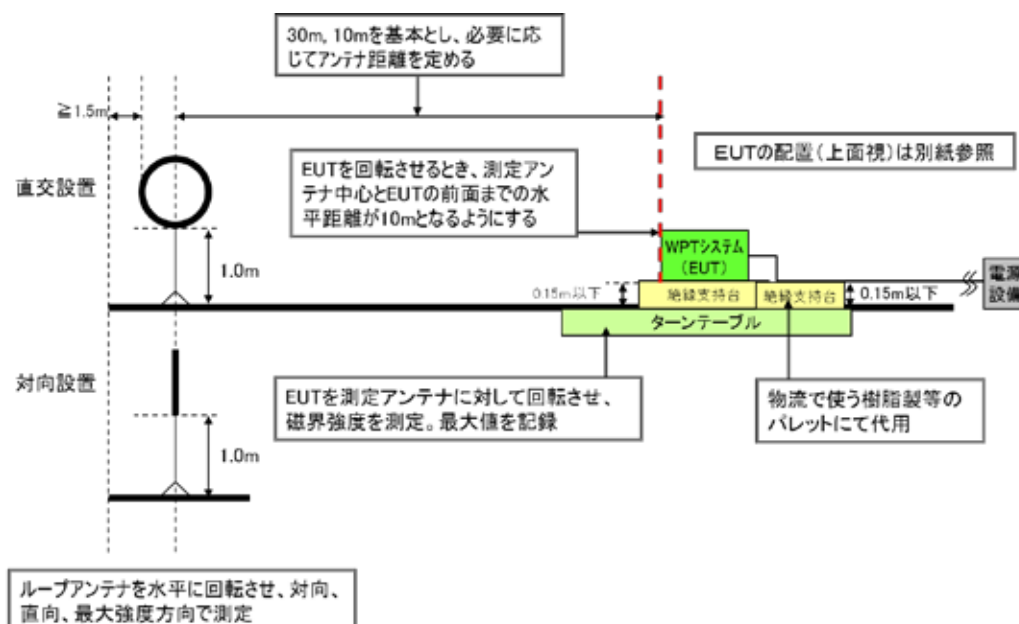 30m, 10mを基本とし、必要に応
じてアンテナ距離を定める
≧1.5m
EUTを回転させるとき、測定アン
テナ中心とEUTの前面までの水
平距離が10mとなるようにする
EUTの配置（上面視）は別紙参照
直交設置
1.0m
WPTシステム
（EUT）
0.15m以下
絶縁支持台
絶縁支持台
0.15m以下
電源
設備
ターンテーブル
対向設置
1.0m
EUTを測定アンテナに対して回転させ、
磁界強度を測定。最大値を記録
物流で使う樹脂製等の
パレットにて代用
ループアンテナを水平に回転させ、対向、
直向、最大強度方向で測定